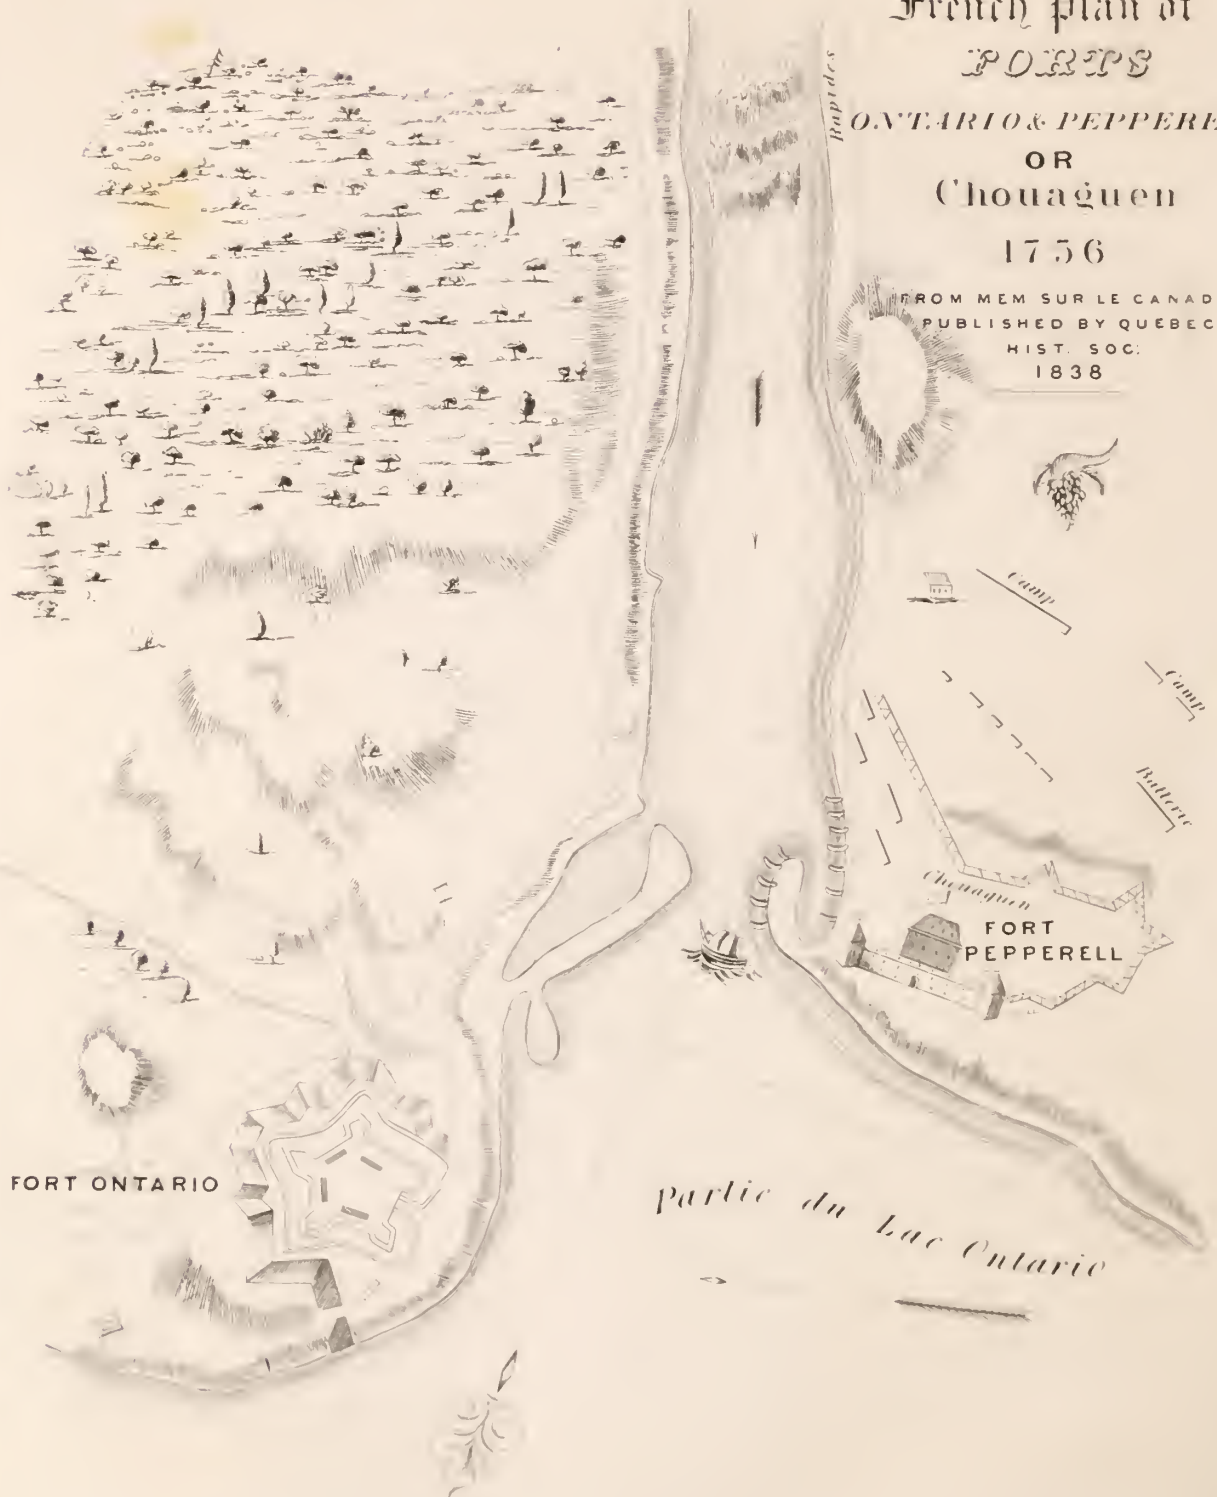 French plan of
FORTS
ONTARIO & PEPPERE
OR
Chouaguen
1756
FROM MEM SUR LE CANAD
PUBLISHED BY QUEBEC
HIST. SOC:
1838
Rapides
Camp
Camp
Batterie
Chouaguen
FORT
PEPPERELL
FORT ONTARIO
Partie du Lac Ontario